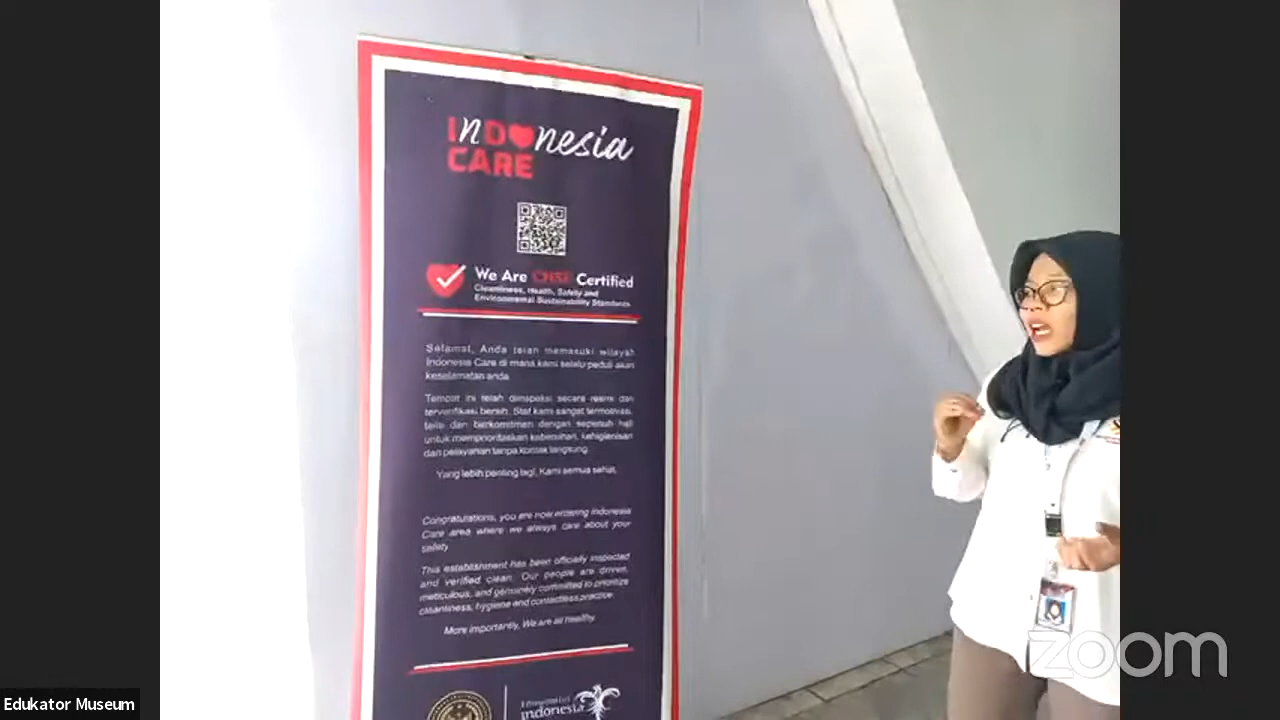 INDONesia
CARE
We Are CHSE Certified
Cleanliness, Health, Safety and
Environmental Sustainability Standards
Selamat, Anda telah memasuki wilayah
Indonesia Care di mana kami selalu peduli akan
keselamatan anda.
Tempat ini telah diinspeksi secara resmi dan
terverifikasi bersih. Staf kami sangat termotivasi,
teliti dan berkomitmen dengan sepenuh hati
untuk memprioritaskan kebersihan, kehigienisan
dan pelayanan tanpa kontak langsung.
Yang lebih penting lagi, Kami semua sehat.
Congratulations, you are now entering Indonesia
Care area where we always care about your
safety
This establishment has been officially inspected
and verified clean. Our people are driven,
meticulous, and genuinely committed to prioritize
cleanliness, hygiene and contactless practice.
More importantly, We are all healthy.
indonesia
zoom
Edukator Museum